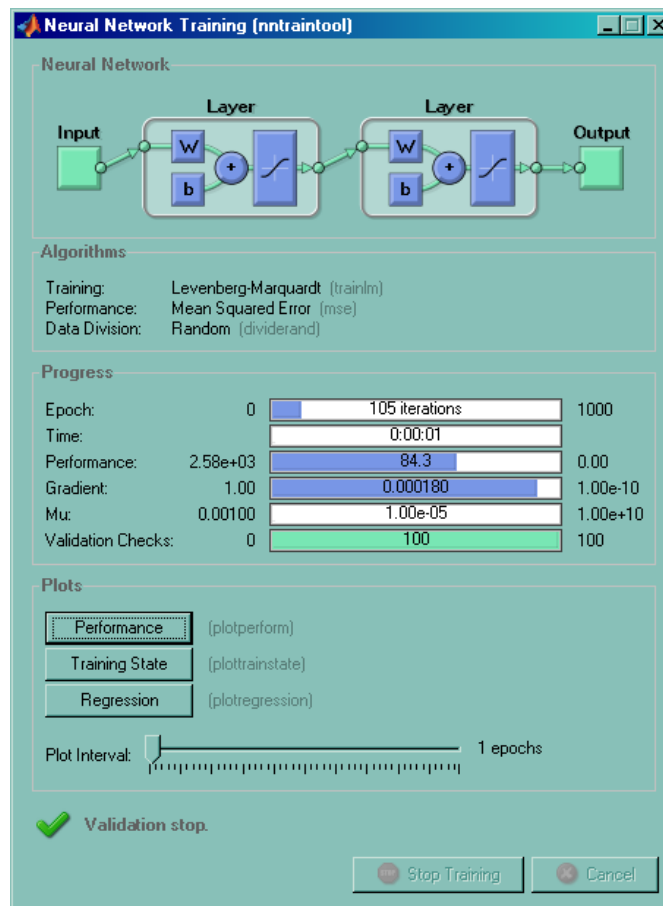 Neural Network Training (nntraintool)
Neural Network
Layer Layer
Input Output
W W
+ +
b b
Algorithms
Training: Levenberg-Marquardt (trainlm)
Performance: Mean Squared Error (mse)
Data Division: Random (dividerand)
Progress
Epoch: 0 105 iterations 1000
Time: 0:00:01
Performance: 2.58e+03 84.3 0.00
Gradient: 1.00 0.000180 1.00e-10
Mu: 0.00100 1.00e-05 1.00e+10
Validation Checks: 0 100 100
Plots
Performance (plotperform)
Training State (plottrainstate)
Regression (plotregression)
Plot Interval: 1 epochs
Validation stop.
Stop Training Cancel